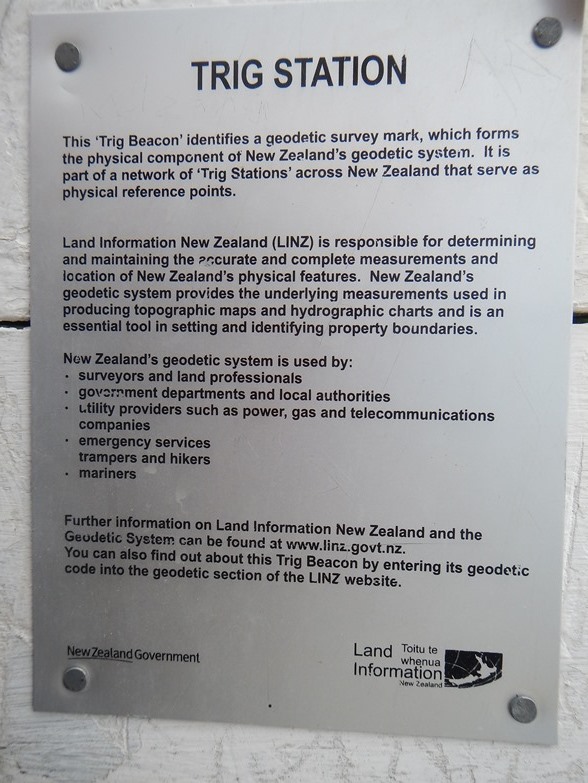 TRIG STATION
This 'Trig Beacon' identifies a geodetic survey mark, which forms
the physical component of New Zealand's geodetic system. It is
part of a network of 'Trig Stations' across New Zealand that serve as
physical reference points.
Land Information New Zealand (LINZ) is responsible for determining
and maintaining the accurate and complete measurements and
location of New Zealand's physical features. New Zealand's
geodetic system provides the underlying measurements used in
producing topographic maps and hydrographic charts and is an
essential tool in setting and identifying property boundaries.
New Zealand's geodetic system is used by:
· surveyors and land professionals
· government departments and local authorities
· utility providers such as power, gas and telecommunications
companies
· emergency services
trampers and hikers
· mariners
Further information on Land Information New Zealand and the
Geodetic System can be found at www.linz.govt.nz.
You can also find out about this Trig Beacon by entering its geodetic
code into the geodetic section of the LINZ website.
New Zealand Government
Land Toitu te
whenua
Information
New Zealand